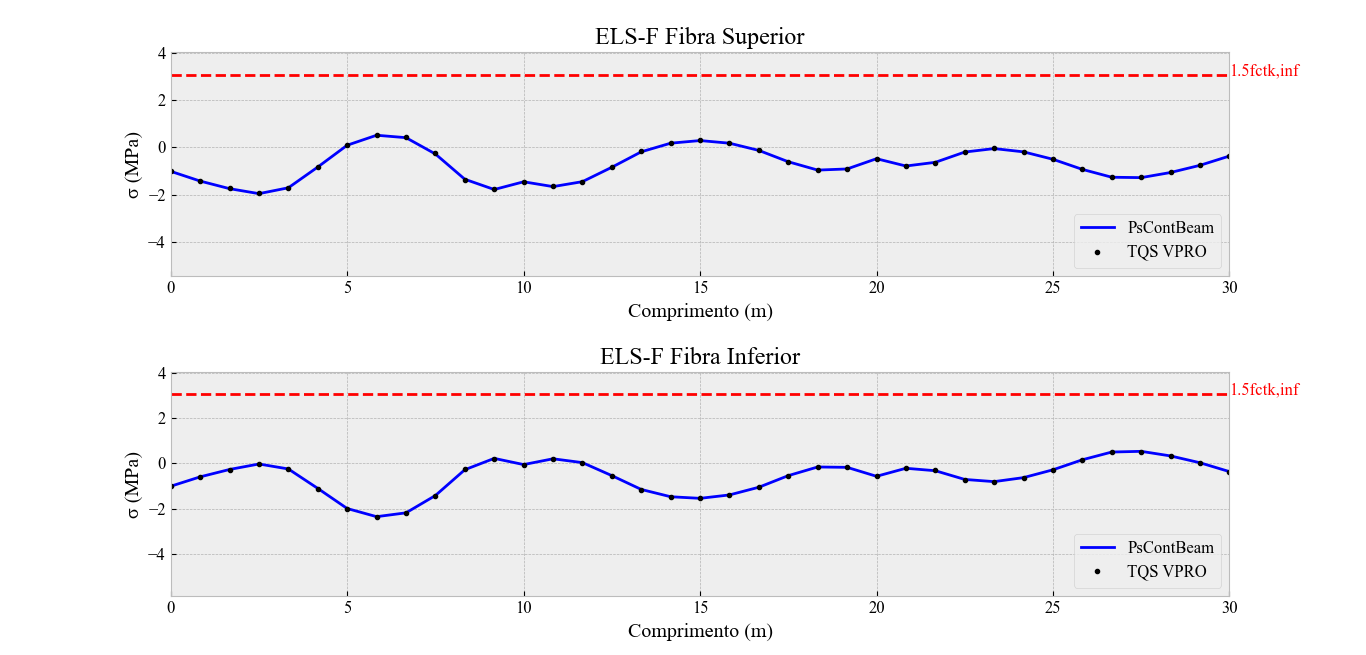 ELS-F Fibra Superior
4
1.5fctk,inf
2
0
−2
−4
σ (MPa)
PsContBeam
TQS VPRO
0 5 10 15 20 25 30
Comprimento (m)
ELS-F Fibra Inferior
4
1.5fctk,inf
2
0
−2
−4
σ (MPa)
PsContBeam
TQS VPRO
0 5 10 15 20 25 30
Comprimento (m)